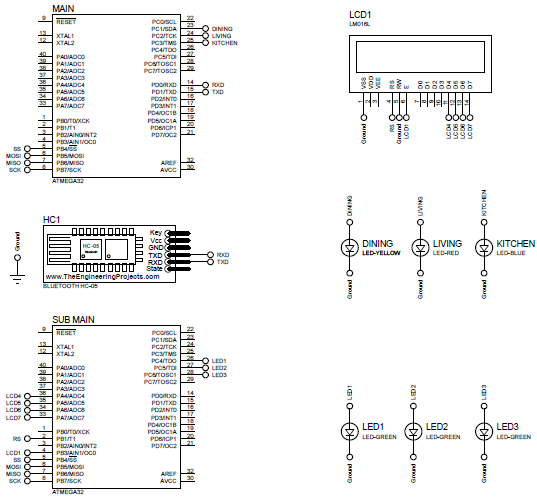 MAIN
9 RESET PC0/SCL 22
PC1/SDA 23 DINING
13 XTAL1 PC2/TCK 24 LIVING
12 XTAL2 PC3/TMS 25 KITCHEN
PC4/TDO 26
40 PA0/ADC0 PC5/TDI 27
39 PA1/ADC1 PC6/TOSC1 28
38 PA2/ADC2 PC7/TOSC2 29
37 PA3/ADC3
36 PA4/ADC4 PD0/RXD 14 RXD
35 PA5/ADC5 PD1/TXD 15 TXD
34 PA6/ADC6 PD2/INT0 16
33 PA7/ADC7 PD3/INT1 17
PD4/OC1B 18
1 PB0/T0/XCK PD5/OC1A 19
2 PB1/T1 PD6/ICP1 20
3 PB2/AIN0/INT2 PD7/OC2 21
4 PB3/AIN1/OC0
SS 5 PB4/SS
MOSI 6 PB5/MOSI
MISO 7 PB6/MISO AREF 32
SCK 8 PB7/SCK AVCC 30
ATMEGA32
LCD1
LM016L
VSS VDD VEE RS RW E D0 D1 D2 D3 D4 D5 D6 D7
1 2 3 4 5 6 7 8 9 10 11 12 13 14
Ground RS Ground LCD1 LCD4 LCD5 LCD6 LCD7
HC1
Ground
HC-05
Key
Vcc
GND
TXD RXD
RXD TXD
State
www.TheEngineeringProjects.com
BLUETOOTH HC-05
DINING LIVING KITCHEN
DINING LIVING KITCHEN
LED-YELLOW LED-RED LED-BLUE
Ground Ground Ground
SUB MAIN
9 RESET PC0/SCL 22
PC1/SDA 23
13 XTAL1 PC2/TCK 24
12 XTAL2 PC3/TMS 25
PC4/TDO 26 LED1
40 PA0/ADC0 PC5/TDI 27 LED2
39 PA1/ADC1 PC6/TOSC1 28 LED3
38 PA2/ADC2 PC7/TOSC2 29
37 PA3/ADC3
LCD4 36 PA4/ADC4 PD0/RXD 14
LCD5 35 PA5/ADC5 PD1/TXD 15
LCD6 34 PA6/ADC6 PD2/INT0 16
LCD7 33 PA7/ADC7 PD3/INT1 17
PD4/OC1B 18
1 PB0/T0/XCK PD5/OC1A 19
RS 2 PB1/T1 PD6/ICP1 20
3 PB2/AIN0/INT2 PD7/OC2 21
LCD1 4 PB3/AIN1/OC0
SS 5 PB4/SS
MOSI 6 PB5/MOSI
MISO 7 PB6/MISO AREF 32
SCK 8 PB7/SCK AVCC 30
ATMEGA32
LED1 LED2 LED3
LED1 LED2 LED3
LED-GREEN LED-GREEN LED-GREEN
Ground Ground Ground